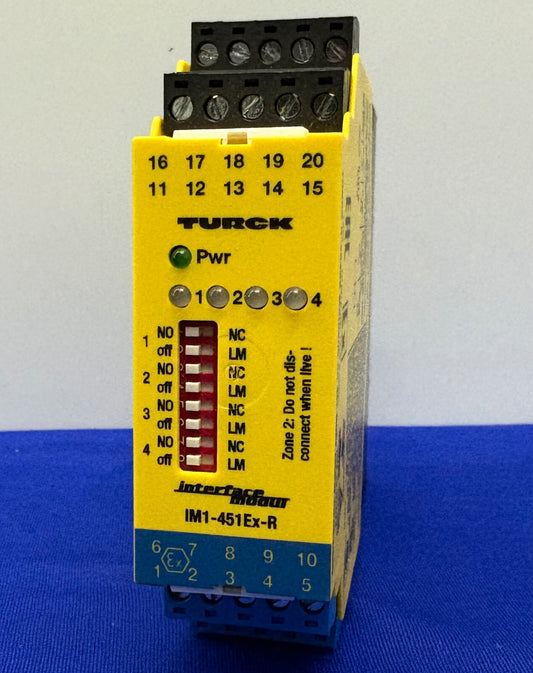 16 17 18 19 20
11 12 13 14 15
TURCK
Pwr
1 2 3 4
1 NO NC
off LM
2 NO NC
off LM
3 NO NC
off LM
4 NO NC
off LM
Zone 2: Do not dis-
connect when live !
interface
modul
IM1-451Ex-R
6 7 8 9 10
Ex
1 2 3 4 5